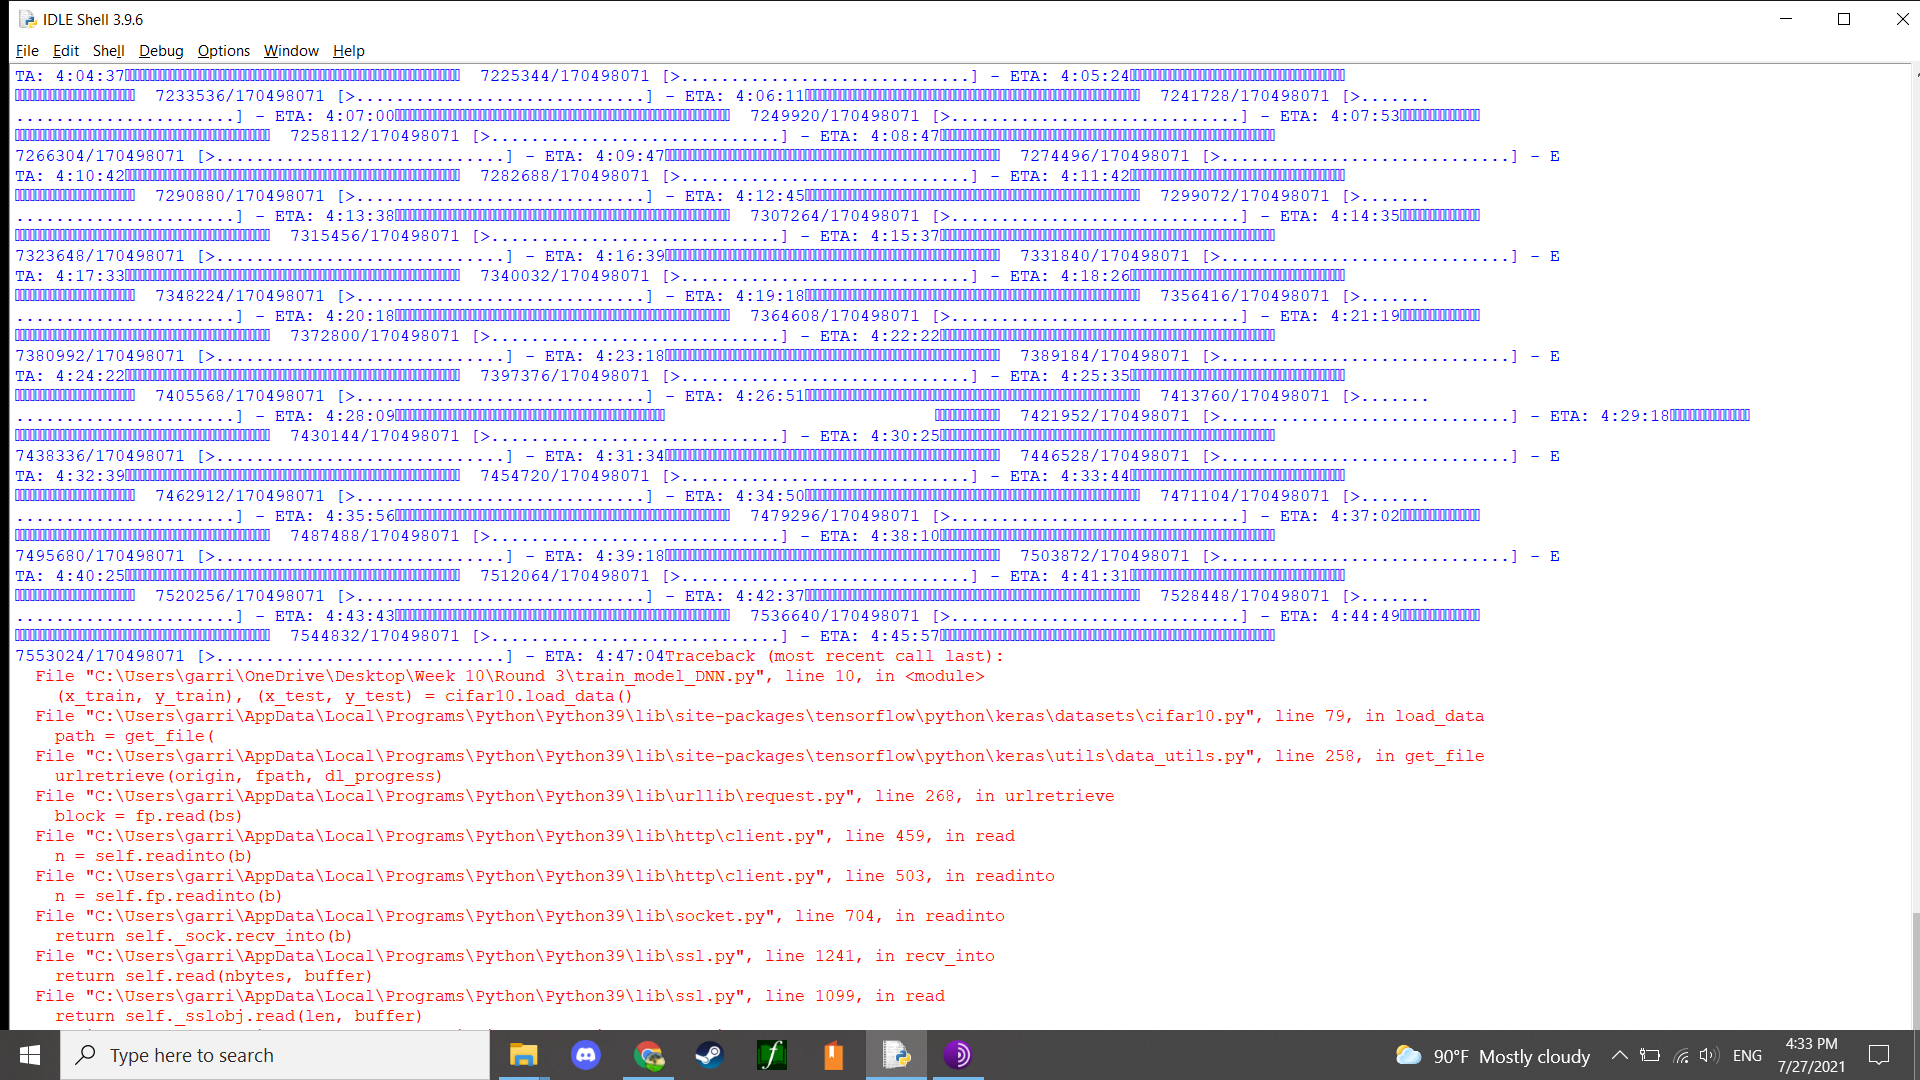 IDLE Shell 3.9.6
File Edit Shell Debug Options Window Help
TA: 4:04:37 7225344/170498071 [>.............................] - ETA: 4:05:24
7233536/170498071 [>.............................] - ETA: 4:06:11 7241728/170498071 [>.......
......................] - ETA: 4:07:00 7249920/170498071 [>.............................] - ETA: 4:07:53
7258112/170498071 [>.............................] - ETA: 4:08:47
7266304/170498071 [>.............................] - ETA: 4:09:47 7274496/170498071 [>.............................] - E
TA: 4:10:42 7282688/170498071 [>.............................] - ETA: 4:11:42
7290880/170498071 [>.............................] - ETA: 4:12:45 7299072/170498071 [>.......
......................] - ETA: 4:13:38 7307264/170498071 [>.............................] - ETA: 4:14:35
7315456/170498071 [>.............................] - ETA: 4:15:37
7323648/170498071 [>.............................] - ETA: 4:16:39 7331840/170498071 [>.............................] - E
TA: 4:17:33 7340032/170498071 [>.............................] - ETA: 4:18:26
7348224/170498071 [>.............................] - ETA: 4:19:18 7356416/170498071 [>.......
......................] - ETA: 4:20:18 7364608/170498071 [>.............................] - ETA: 4:21:19
7372800/170498071 [>.............................] - ETA: 4:22:22
7380992/170498071 [>.............................] - ETA: 4:23:18 7389184/170498071 [>.............................] - E
TA: 4:24:22 7397376/170498071 [>.............................] - ETA: 4:25:35
7405568/170498071 [>.............................] - ETA: 4:26:51 7413760/170498071 [>.......
......................] - ETA: 4:28:09 7421952/170498071 [>.............................] - ETA: 4:29:18
7430144/170498071 [>.............................] - ETA: 4:30:25
7438336/170498071 [>.............................] - ETA: 4:31:34 7446528/170498071 [>.............................] - E
TA: 4:32:39 7454720/170498071 [>.............................] - ETA: 4:33:44
7462912/170498071 [>.............................] - ETA: 4:34:50 7471104/170498071 [>.......
......................] - ETA: 4:35:56 7479296/170498071 [>.............................] - ETA: 4:37:02
7487488/170498071 [>.............................] - ETA: 4:38:10
7495680/170498071 [>.............................] - ETA: 4:39:18 7503872/170498071 [>.............................] - E
TA: 4:40:25 7512064/170498071 [>.............................] - ETA: 4:41:31
7520256/170498071 [>.............................] - ETA: 4:42:37 7528448/170498071 [>.......
......................] - ETA: 4:43:43 7536640/170498071 [>.............................] - ETA: 4:44:49
7544832/170498071 [>.............................] - ETA: 4:45:57
7553024/170498071 [>.............................] - ETA: 4:47:04Traceback (most recent call last):
File "C:\Users\garri\OneDrive\Desktop\Week 10\Round 3\train_model_DNN.py", line 10, in <module>
(x_train, y_train), (x_test, y_test) = cifar10.load_data()
File "C:\Users\garri\AppData\Local\Programs\Python\Python39\lib\site-packages\tensorflow\python\keras\datasets\cifar10.py", line 79, in load_data
path = get_file(
File "C:\Users\garri\AppData\Local\Programs\Python\Python39\lib\site-packages\tensorflow\python\keras\utils\data_utils.py", line 258, in get_file
urlretrieve(origin, fpath, dl_progress)
File "C:\Users\garri\AppData\Local\Programs\Python\Python39\lib\urllib\request.py", line 268, in urlretrieve
block = fp.read(bs)
File "C:\Users\garri\AppData\Local\Programs\Python\Python39\lib\http\client.py", line 459, in read
n = self.readinto(b)
File "C:\Users\garri\AppData\Local\Programs\Python\Python39\lib\http\client.py", line 503, in readinto
n = self.fp.readinto(b)
File "C:\Users\garri\AppData\Local\Programs\Python\Python39\lib\socket.py", line 704, in readinto
return self._sock.recv_into(b)
File "C:\Users\garri\AppData\Local\Programs\Python\Python39\lib\ssl.py", line 1241, in recv_into
return self.read(nbytes, buffer)
File "C:\Users\garri\AppData\Local\Programs\Python\Python39\lib\ssl.py", line 1099, in read
return self._sslobj.read(len, buffer)
Type here to search
90°F Mostly cloudy
ENG
4:33 PM
7/27/2021